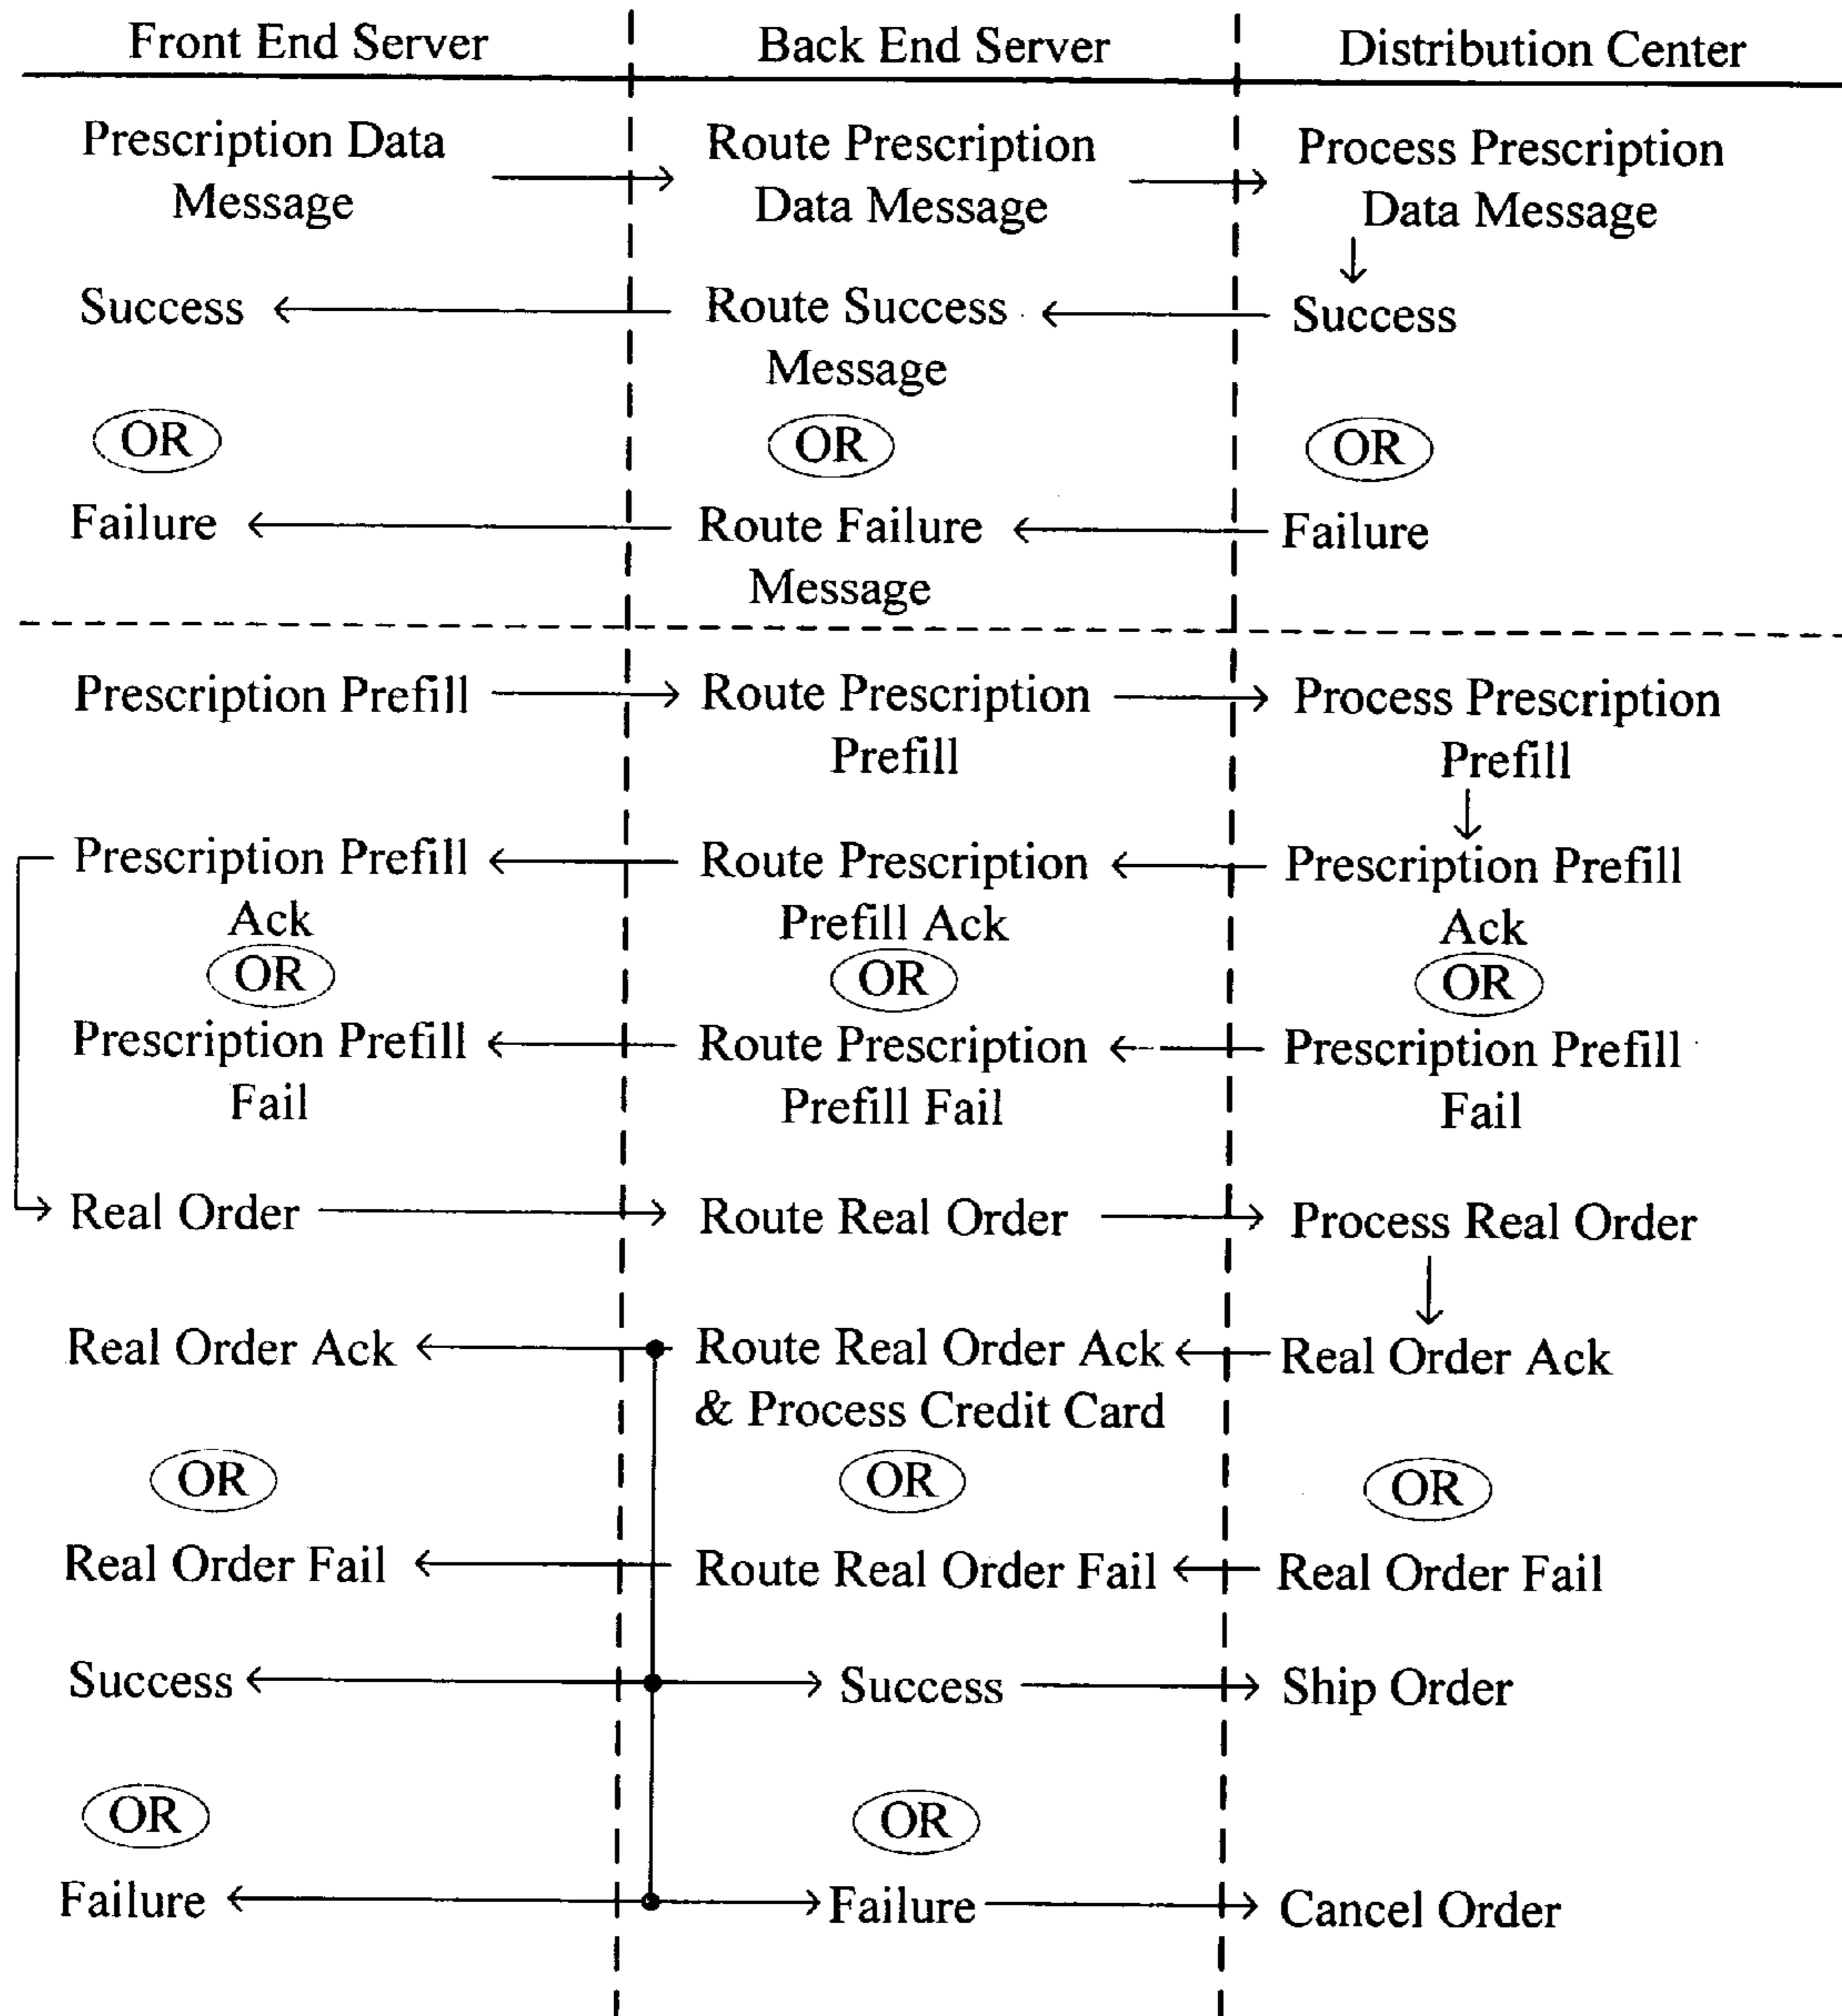 Front End Server
Back End Server
Distribution Center
Prescription Data
Message
Route Prescription
Data Message
Process Prescription
Data Message
Success
Route Success
Message
Success
OR
OR
OR
Failure
Route Failure
Message
Failure
Prescription Prefill
Route Prescription
Prefill
Process Prescription
Prefill
Prescription Prefill
Ack
Route Prescription
Prefill Ack
Prescription Prefill
Ack
OR
OR
OR
Prescription Prefill
Fail
Route Prescription
Prefill Fail
Prescription Prefill
Fail
Real Order
Route Real Order
Process Real Order
Real Order Ack
Route Real Order Ack
& Process Credit Card
Real Order Ack
OR
OR
OR
Real Order Fail
Route Real Order Fail
Real Order Fail
Success
Success
Ship Order
OR
OR
Failure
Failure
Cancel Order